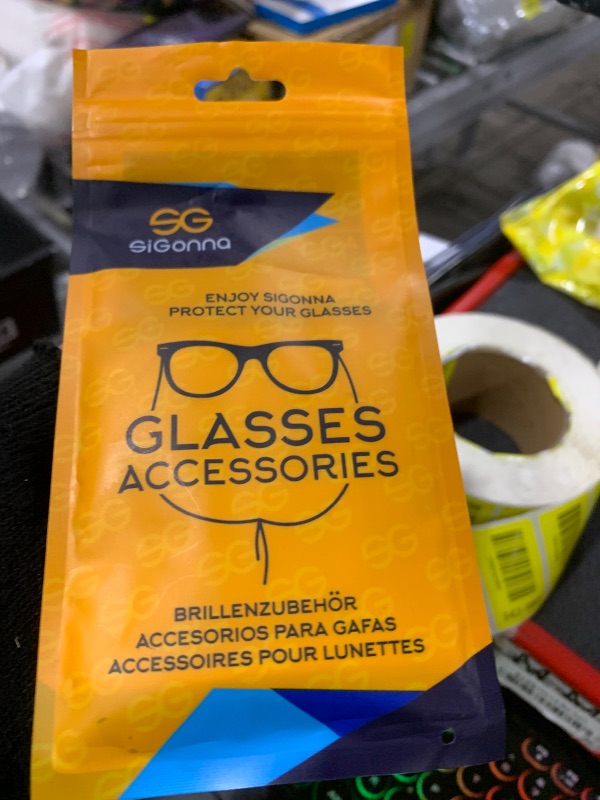 SG
SiGonna
ENJOY SIGONNA
PROTECT YOUR GLASSES
GLASSES
ACCESSORIES
BRILLENZUBEHÖR
ACCESORIOS PARA GAFAS
ACCESSOIRES POUR LUNETTES